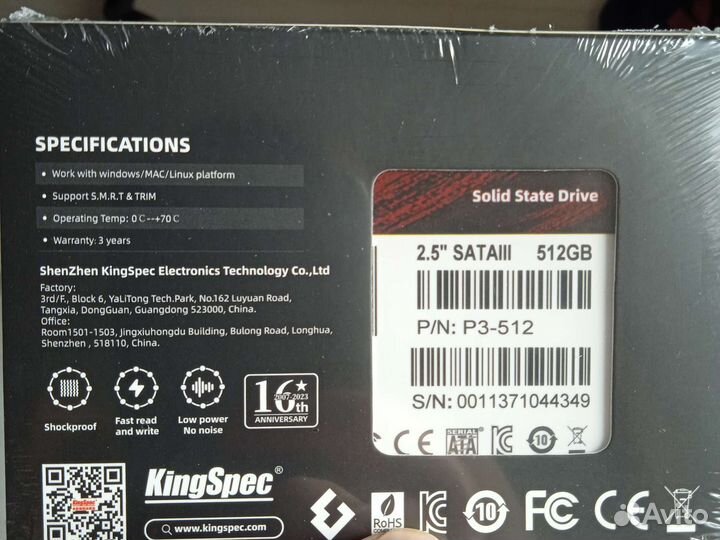 SPECIFICATIONS
• Work with windows/MAC/Linux platform
• Support S.M.R.T & TRIM
• Operating Temp: 0℃--+70℃
• Warranty: 3 years
ShenZhen KingSpec Electronics Technology Co.,Ltd
Factory:
3rd/F., Block 6, YaLiTong Tech.Park, No.162 Luyuan Road,
Tangxia, DongGuan, Guangdong 523000, China.
Office:
Room1501-1503, Jingxiuhongdu Building, Bulong Road, Longhua,
Shenzhen , 518110, China.
Shockproof
Fast read
and write
Low power
No noise
16th
2007-2023
ANNIVERSARY
KingSpec®
www.kingspec.com
Solid State Drive
2.5" SATAIII 512GB
P/N: P3-512
S/N: 0011371044349
CE SERIAL ATA 10
RoHS
10 FC CE
Avito